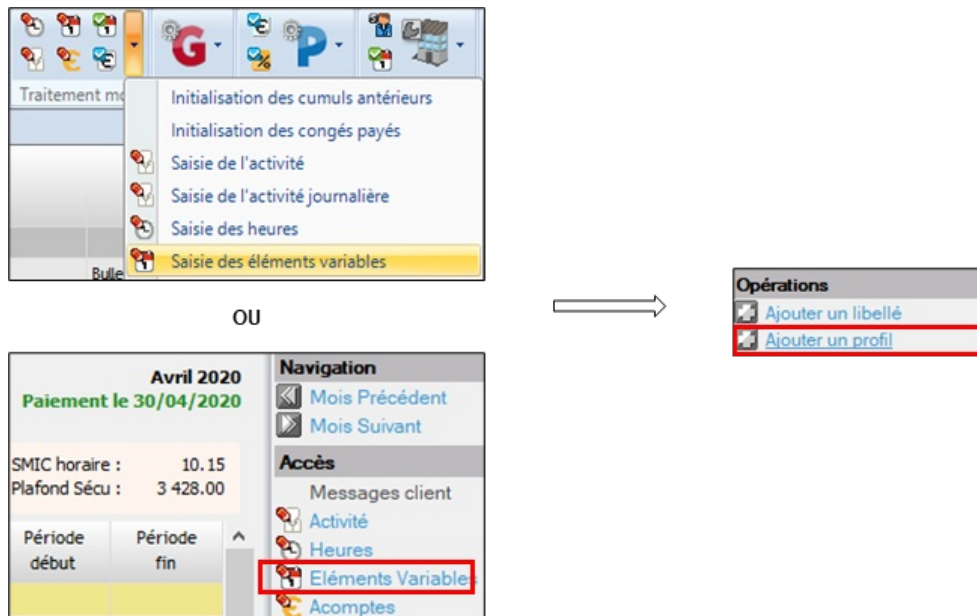 G
P
Traitement mo
Initialisation des cumuls antérieurs
Initialisation des congés payés
Saisie de l'activité
Saisie de l'activité journalière
Saisie des heures
Saisie des éléments variables
Bulle
OU
Avril 2020
Paiement le 30/04/2020
SMIC horaire : 10.15
Plafond Sécu : 3 428.00
Période début
Période fin
Navigation
Mois Précédent
Mois Suivant
Accès
Messages client
Activité
Heures
Eléments Variables
Acomptes
Opérations
Ajouter un libellé
Ajouter un profil